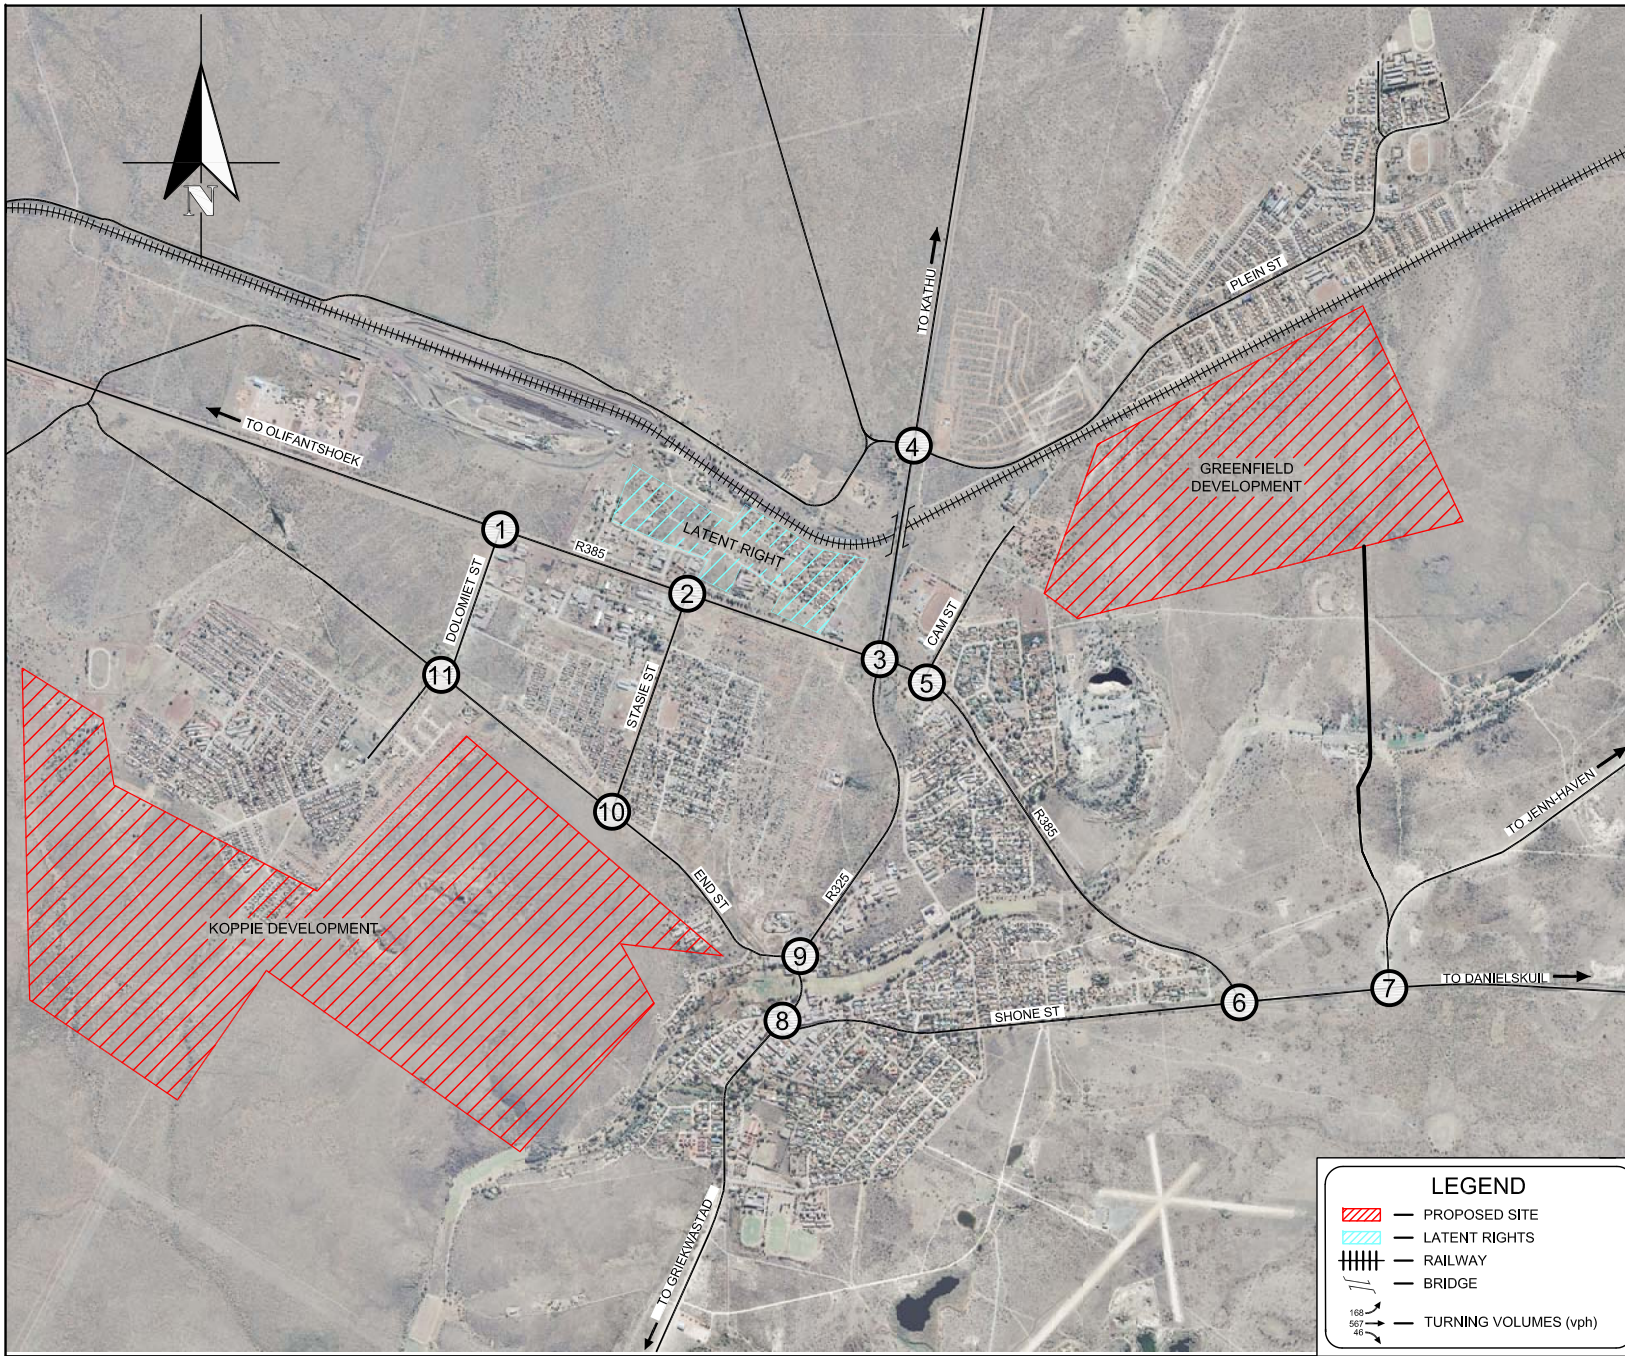 N
TO KATHU
PLEIN ST
TO OLIFANTSHOEK
4
GREENFIELD
DEVELOPMENT
1
R385
LATENT RIGHT
DOLOMIET ST
2
CAM ST
3
5
11
STASIE ST
10
R385
TO JENN-HAVEN
END ST
R325
KOPPIE DEVELOPMENT
9
TO DANIELSKUIL
7
6
SHONE ST
8
TO GRIEKWASTAD
LEGEND
PROPOSED SITE
LATENT RIGHTS
RAILWAY
BRIDGE
168
567
46
TURNING VOLUMES (vph)